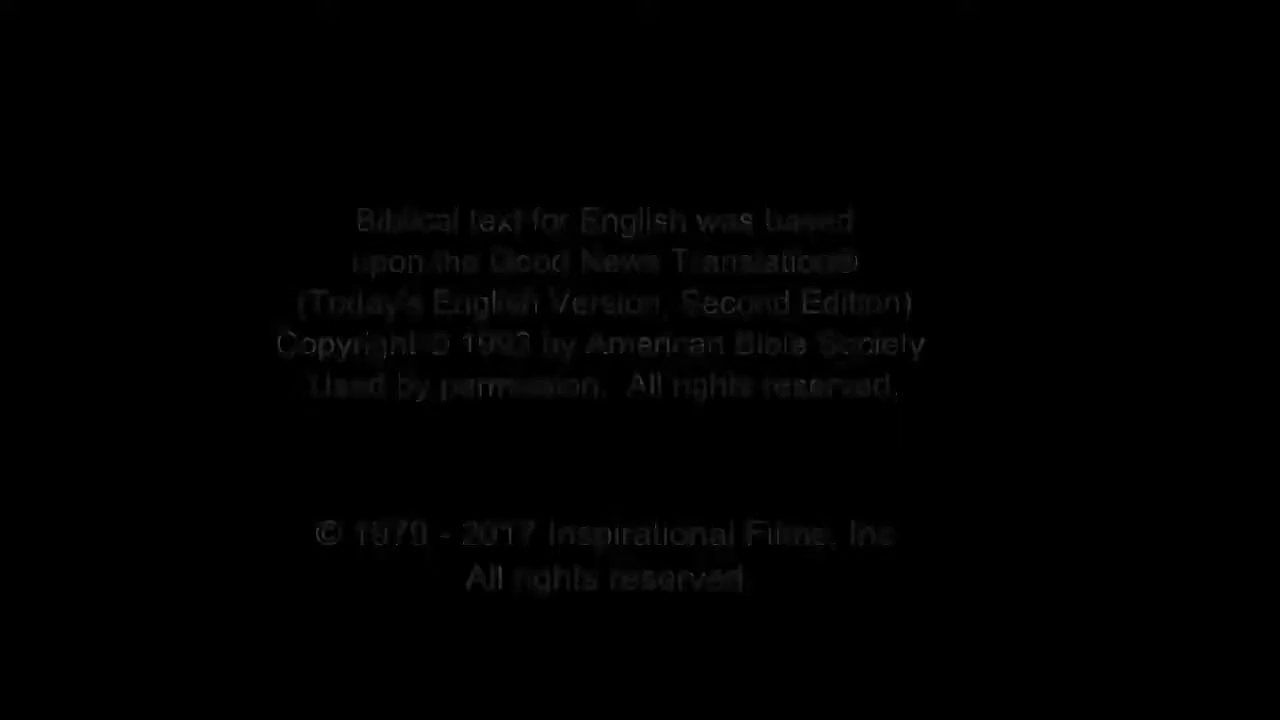 Biblical text for English was based
upon the Good News Translation®
(Today's English Version, Second Edition)
Copyright © 1992 by American Bible Society
Used by permission. All rights reserved.
© 1979 - 2017 Inspirational Films, Inc
All rights reserved